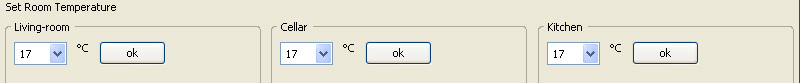 Set Room Temperature
Living-room Cellar Kitchen
17 °C ok 17 °C ok 17 °C ok